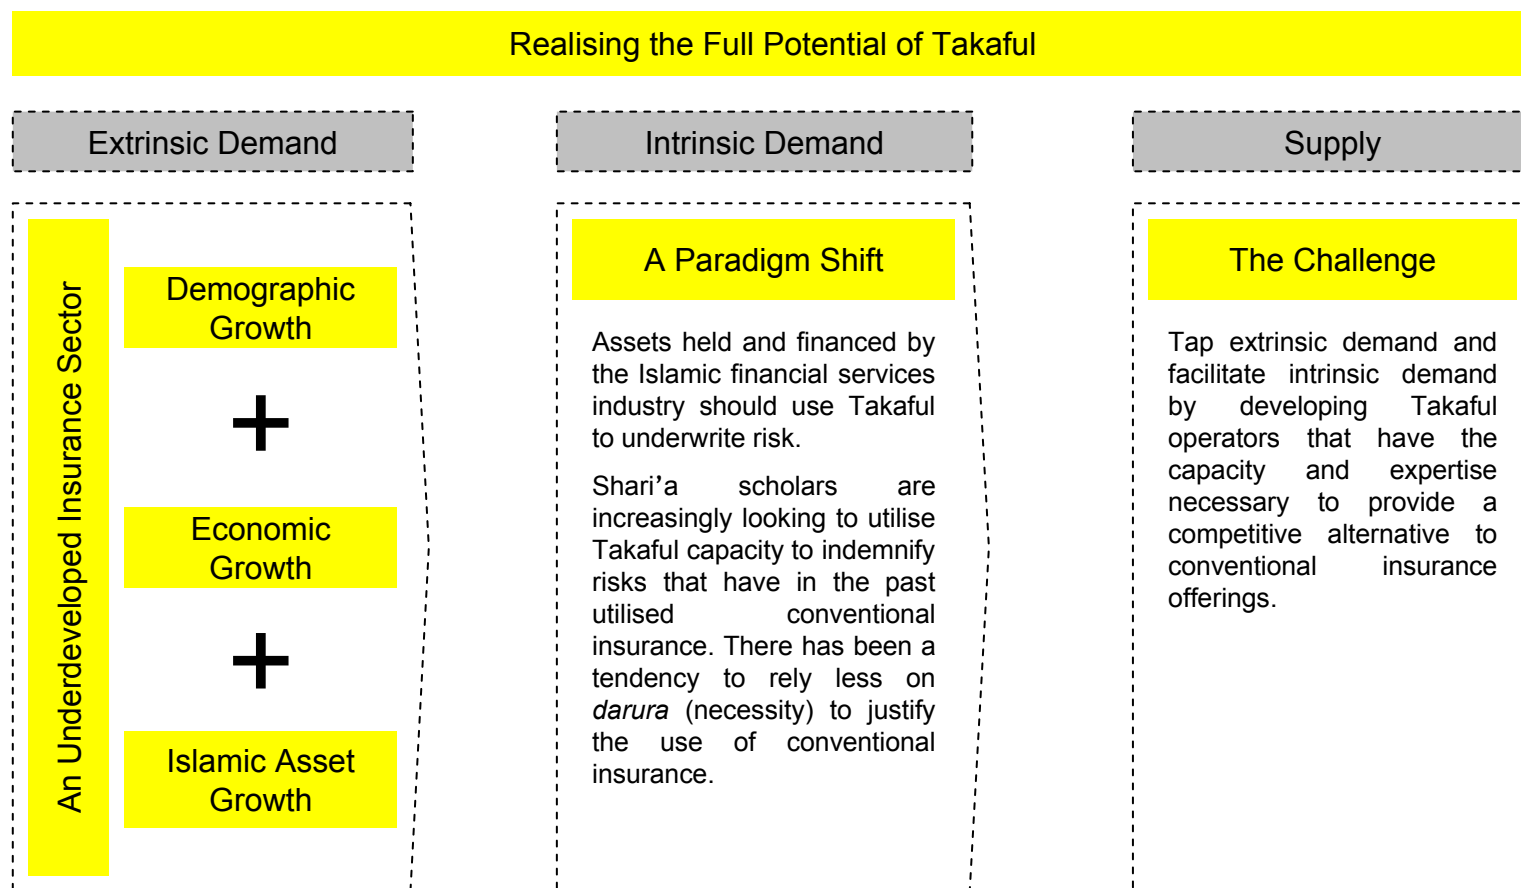 Realising the Full Potential of Takaful
Extrinsic Demand
Intrinsic Demand
Supply
An Underdeveloped Insurance Sector
Demographic
Growth
+
Economic
Growth
+
Islamic Asset
Growth
A Paradigm Shift
Assets held and financed by
the Islamic financial services
industry should use Takaful
to underwrite risk.
Shari’a scholars are
increasingly looking to utilise
Takaful capacity to indemnify
risks that have in the past
utilised conventional
insurance. There has been a
tendency to rely less on
darura (necessity) to justify
the use of conventional
insurance.
The Challenge
Tap extrinsic demand and
facilitate intrinsic demand
by developing Takaful
operators that have the
capacity and expertise
necessary to provide a
competitive alternative to
conventional insurance
offerings.